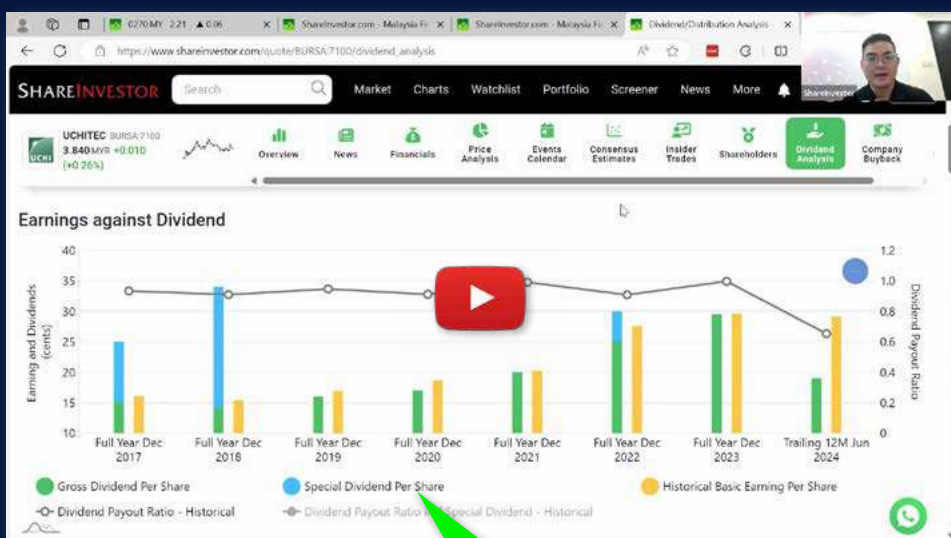 0270 MY 2.21 ▲ 0.06
Shareinvestor.com - Malaysia Fi
Shareinvestor.com - Malaysia Fi
Dividend/Distribution Analysis -
https://www.shareinvestor.com/quote/BURSA:7100/dividend_analysis
SHAREINVESTOR
Search
Market Charts Watchlist Portfolio Screener News More
ShareInvestor
UCHI
UCHITEC BURSA:7100
3.840 MYR +0.010
(+0.26%)
Overview
News
Financials
Price
Analysis
Events
Calendar
Consensus
Estimates
Insider
Trades
Shareholders
Dividend
Analysis
Company
Buyback
Earnings against Dividend
Earning and Dividends
(cents)
40
35
30
25
20
15
10
1.2
1.0
0.8
0.6
0.4
0.2
0
Dividend Payout Ratio
Full Year Dec
2017
Full Year Dec
2018
Full Year Dec
2019
Full Year Dec
2020
Full Year Dec
2021
Full Year Dec
2022
Full Year Dec
2023
Trailing 12M Jun
2024
Gross Dividend Per Share
Special Dividend Per Share
Historical Basic Earning Per Share
Dividend Payout Ratio - Historical
Special Dividend - Historical